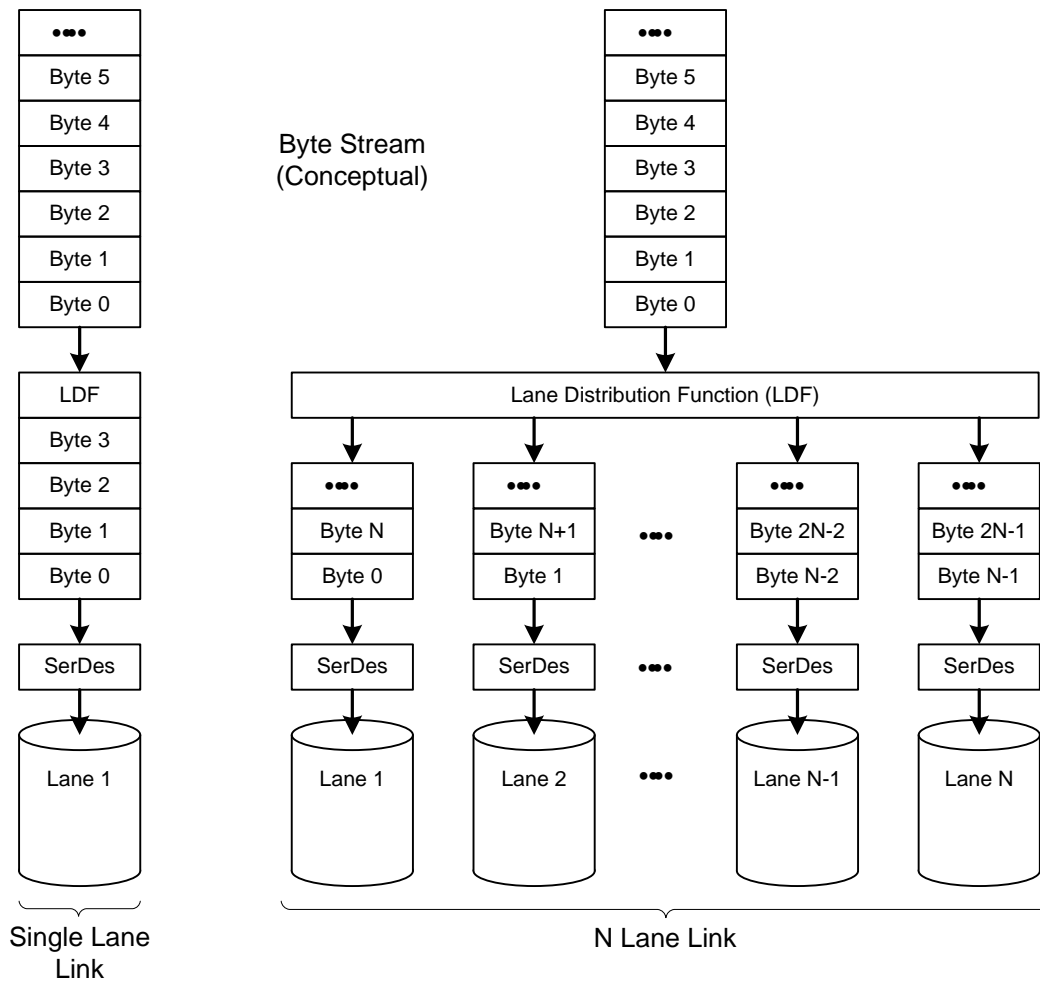 •••• ••••
Byte 5 Byte 5
Byte 4 Byte 4
Byte Stream
(Conceptual)
Byte 3 Byte 3
Byte 2 Byte 2
Byte 1 Byte 1
Byte 0 Byte 0
LDF Lane Distribution Function (LDF)
Byte 3
Byte 2 •••• •••• •••• ••••
Byte 1 Byte N Byte N+1 •••• Byte 2N-2 Byte 2N-1
Byte 0 Byte 0 Byte 1 Byte N-2 Byte N-1
SerDes SerDes SerDes •••• SerDes SerDes
Lane 1 Lane 1 Lane 2 •••• Lane N-1 Lane N
Single Lane
Link
N Lane Link